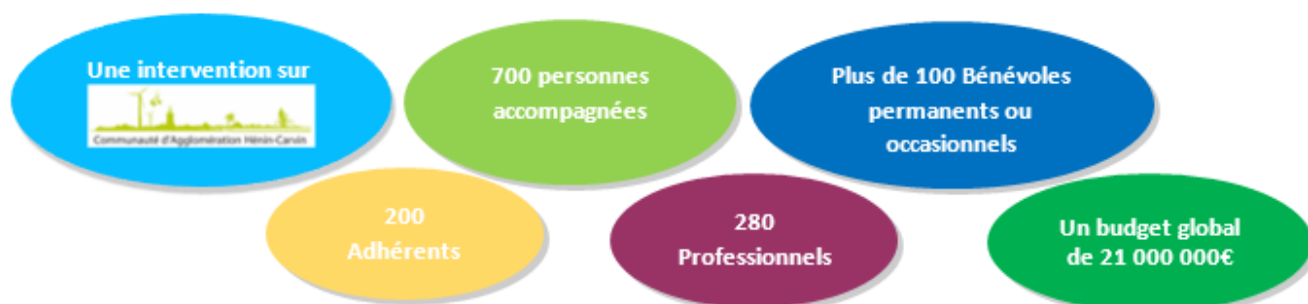 Une intervention sur
Communauté d'Agglomération Hénin-Carvin
700 personnes
accompagnées
Plus de 100 Bénévoles
permanents ou
occasionnels
200
Adhérents
280
Professionnels
Un budget global
de 21 000 000€